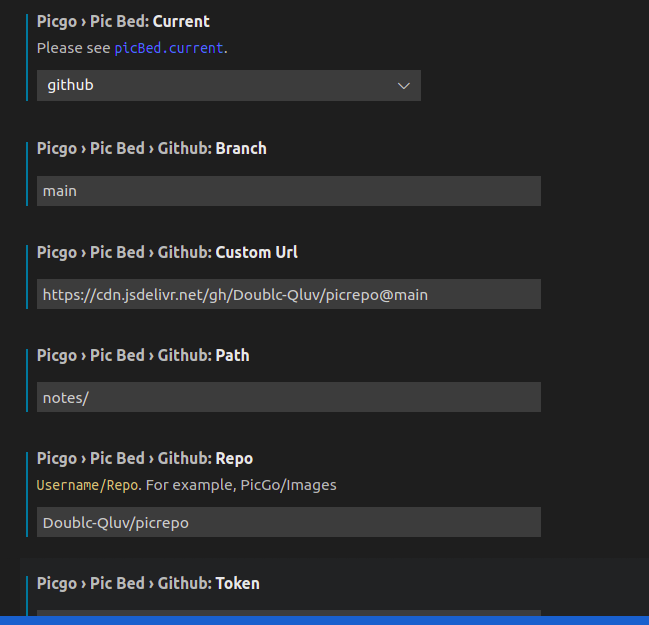 Picgo › Pic Bed: Current
Please see picBed.current.
github
Picgo › Pic Bed › Github: Branch
main
Picgo › Pic Bed › Github: Custom Url
https://cdn.jsdelivr.net/gh/Doublc-Qluv/picrepo@main
Picgo › Pic Bed › Github: Path
notes/
Picgo › Pic Bed › Github: Repo
Username/Repo. For example, PicGo/Images
Doublc-Qluv/picrepo
Picgo › Pic Bed › Github: Token